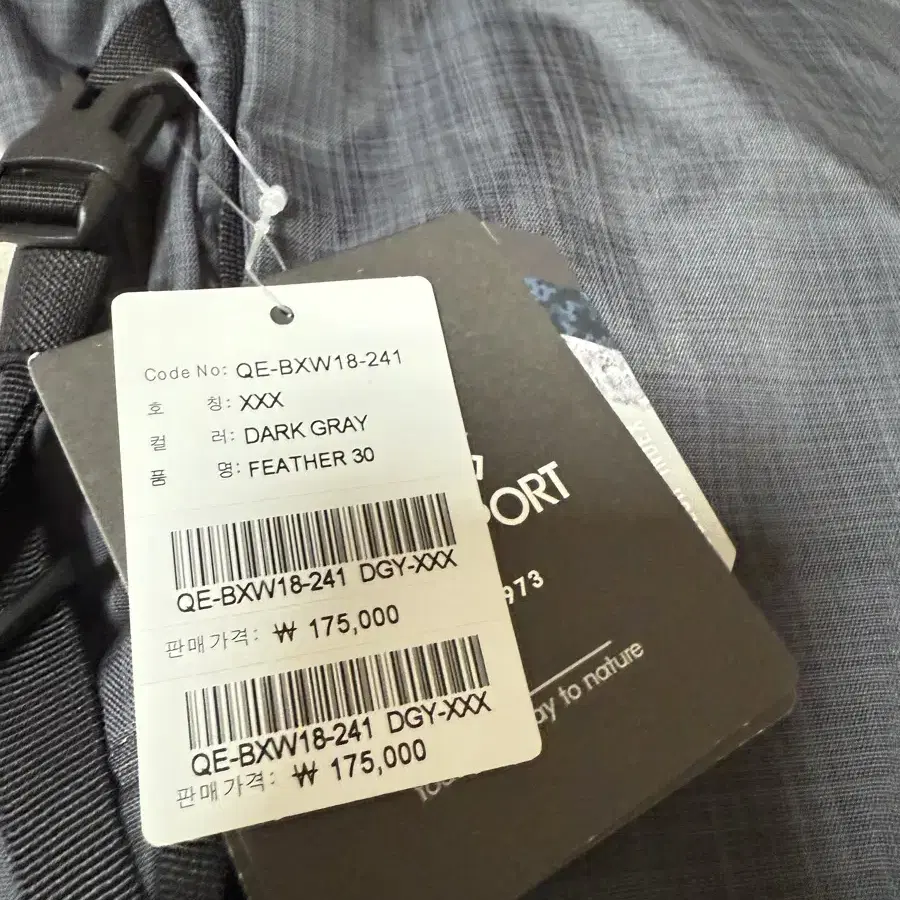 Code No: QE-BXW18-241
호 칭: XXX
컬 러: DARK GRAY
품 명: FEATHER 30
QE-BXW18-241 DGY-XXX
판매가격: ₩ 175,000
QE-BXW18-241 DGY-XXX
판매가격: ₩ 175,000
PORT
973
ay to nature